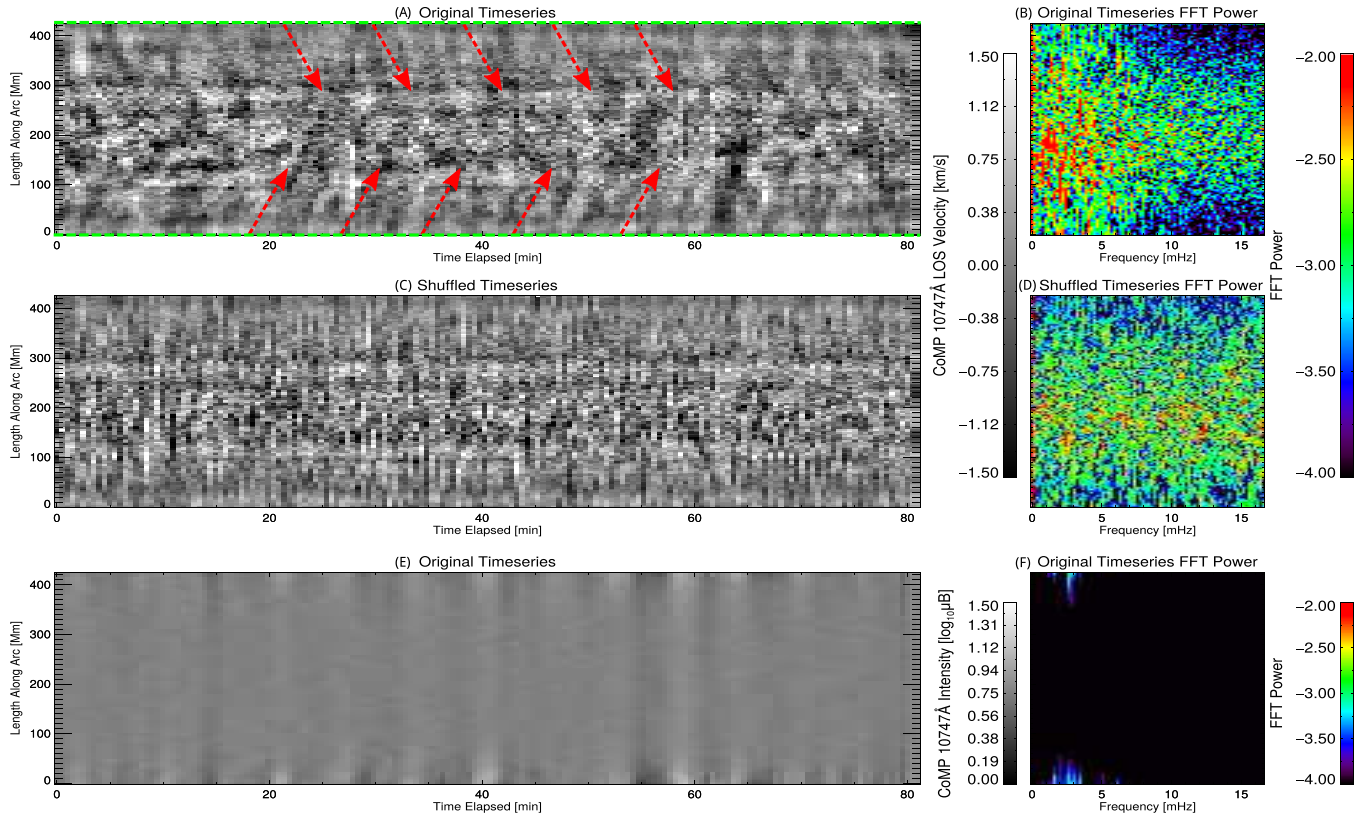 (A) Original Timeseries
(B) Original Timeseries FFT Power
400
300
200
100
0
Length Along Arc [Mm]
0 20 40 60 80
Time Elapsed [min]
0 5 10 15
Frequency [mHz]
1.50
1.12
0.75
0.38
0.00
−0.38
−0.75
−1.12
−1.50
CoMP 10747Å LOS Velocity [km/s]
−2.00
−2.50
−3.00
−3.50
−4.00
FFT Power
(C) Shuffled Timeseries
(D) Shuffled Timeseries FFT Power
400
300
200
100
0
Length Along Arc [Mm]
0 20 40 60 80
Time Elapsed [min]
0 5 10 15
Frequency [mHz]
(E) Original Timeseries
(F) Original Timeseries FFT Power
400
300
200
100
0
Length Along Arc [Mm]
0 20 40 60 80
Time Elapsed [min]
1.50
1.31
1.12
0.94
0.75
0.56
0.38
0.19
0.00
CoMP 10747Å Intensity [log10µB]
0 5 10 15
Frequency [mHz]
−2.00
−2.50
−3.00
−3.50
−4.00
FFT Power